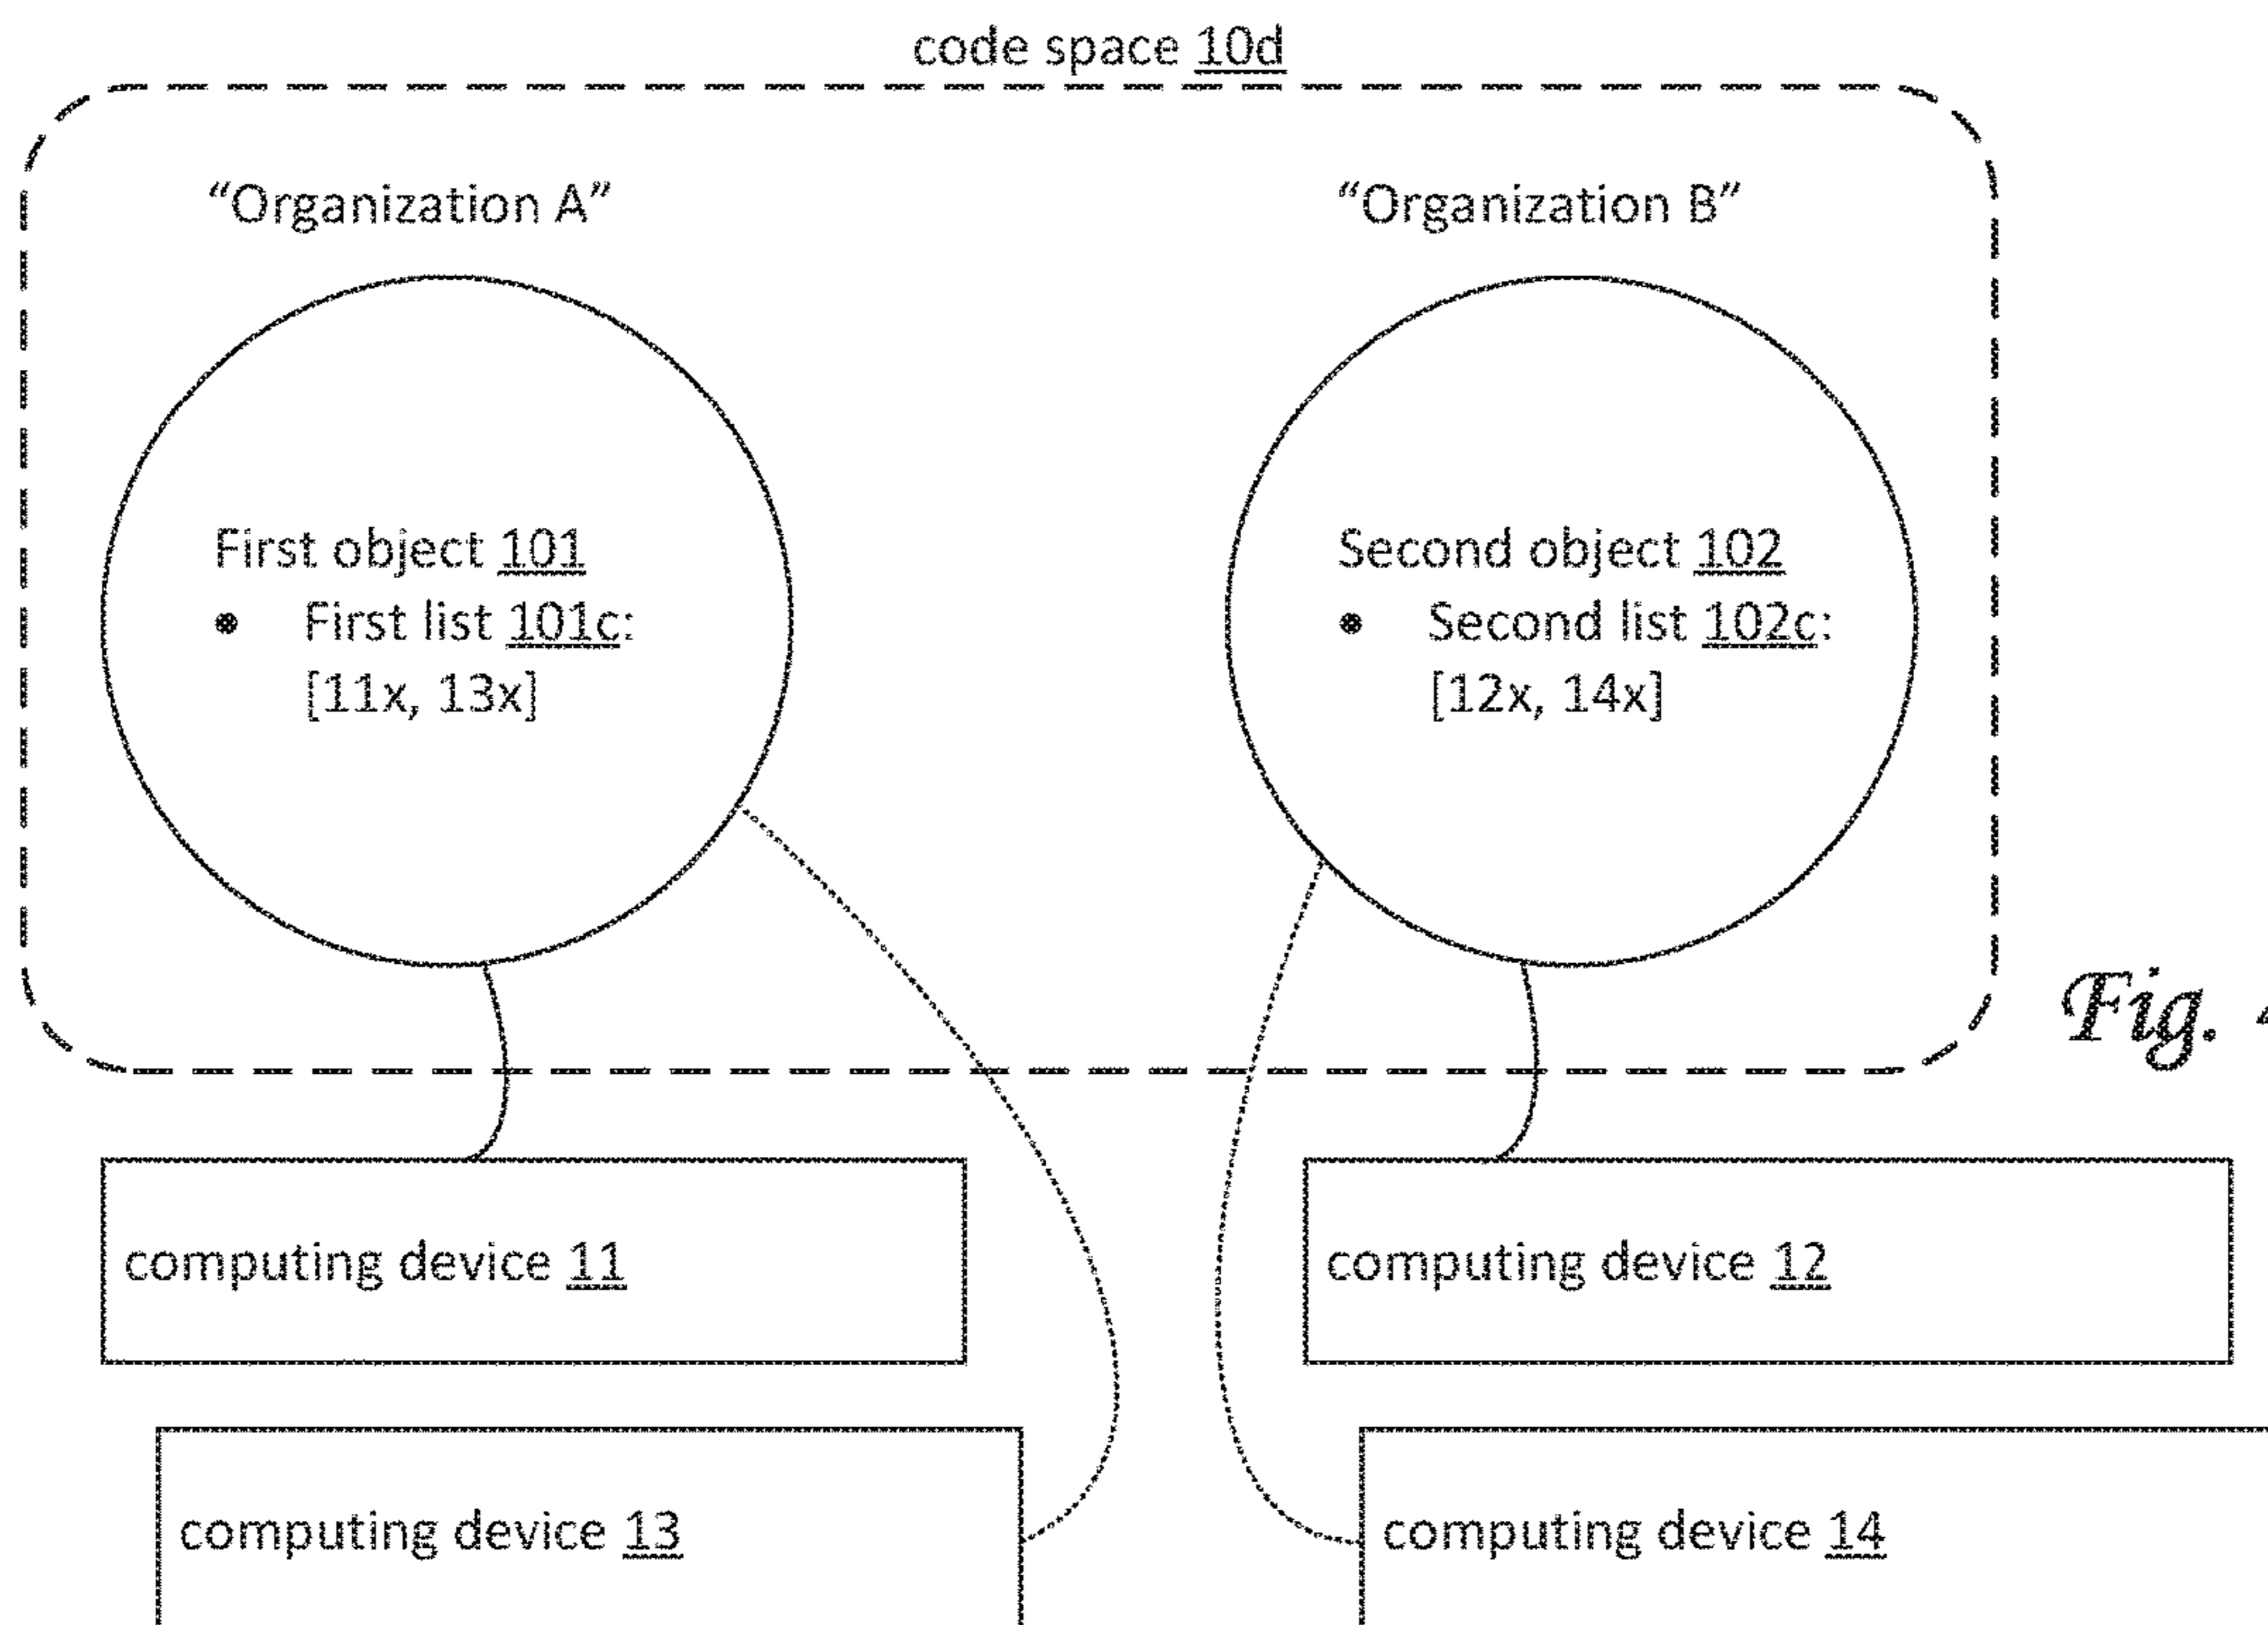 code space 10d
“Organization A”
“Organization B”
First object 101
• First list 101c:
[11x, 13x]
Second object 102
• Second list 102c:
[12x, 14x]
Fig.
computing device 11
computing device 12
computing device 13
computing device 14